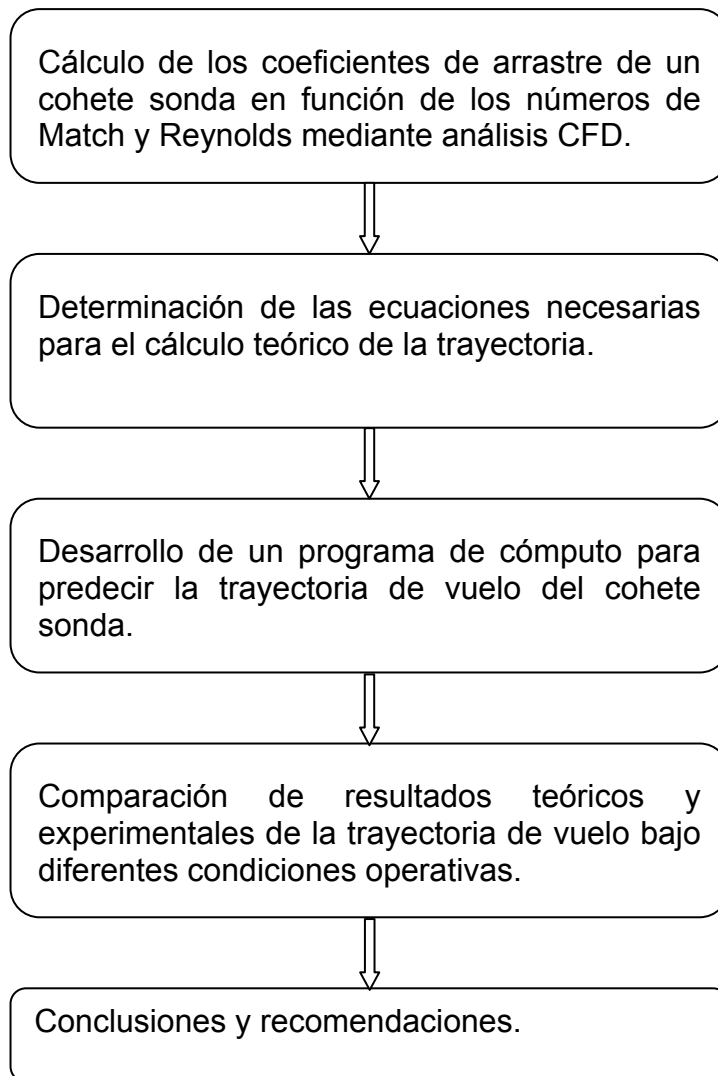 Cálculo de los coeficientes de arrastre de un
cohete sonda en función de los números de
Match y Reynolds mediante análisis CFD.
Determinación de las ecuaciones necesarias
para el cálculo teórico de la trayectoria.
Desarrollo de un programa de cómputo para
predecir la trayectoria de vuelo del cohete
sonda.
Comparación de resultados teóricos y
experimentales de la trayectoria de vuelo bajo
diferentes condiciones operativas.
Conclusiones y recomendaciones.